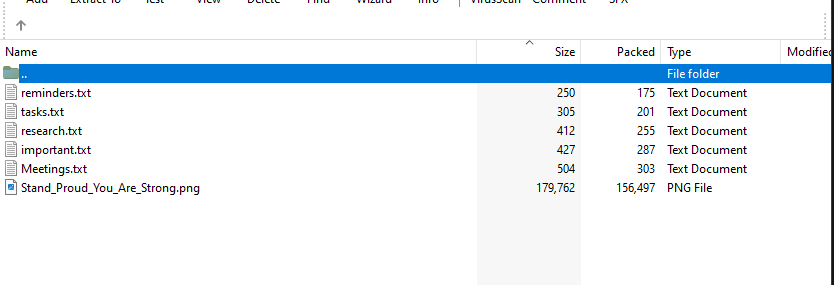 Add Extract To Test View Delete Find Wizard Info VirusScan Comment SFX
Name Size Packed Type Modified
.. File folder
reminders.txt 250 175 Text Document
tasks.txt 305 201 Text Document
research.txt 412 255 Text Document
important.txt 427 287 Text Document
Meetings.txt 504 303 Text Document
Stand_Proud_You_Are_Strong.png 179,762 156,497 PNG File